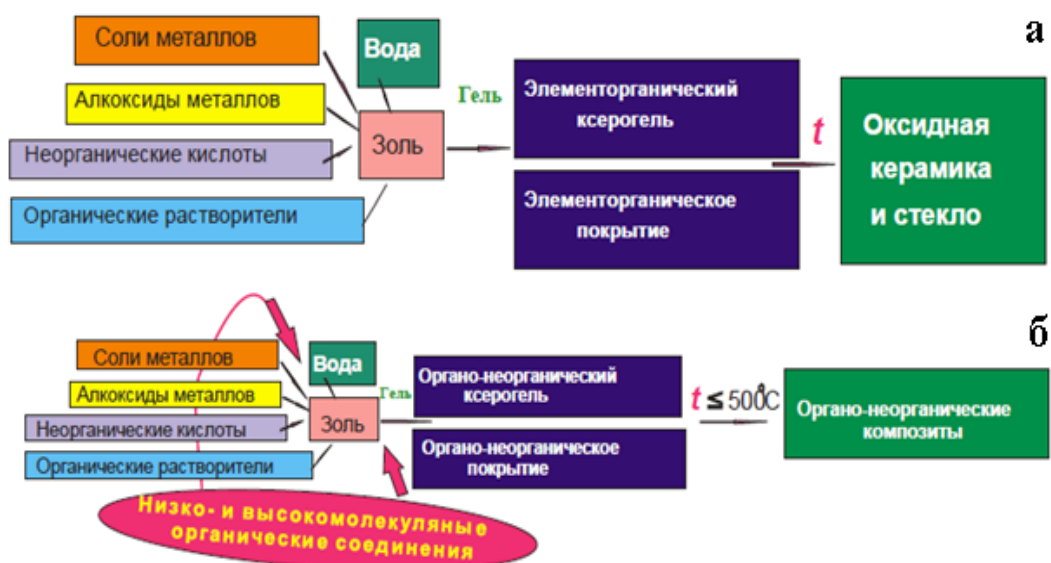 а
Соли металлов
Вода
Алкоксиды металлов
Гель
Элементорганический
ксерогель
Неорганические кислоты
Золь
t
Оксидная
керамика
и стекло
Органические растворители
Элементорганическое
покрытие
б
Соли металлов
Вода
Алкоксиды металлов
Гель
Органо-неорганический
ксерогель
t ≤ 500°C
Неорганические кислоты
Золь
Органо-неорганические
композиты
Органические растворители
Органо-неорганическое
покрытие
Низко- и высокомолекуляные
органические соединения